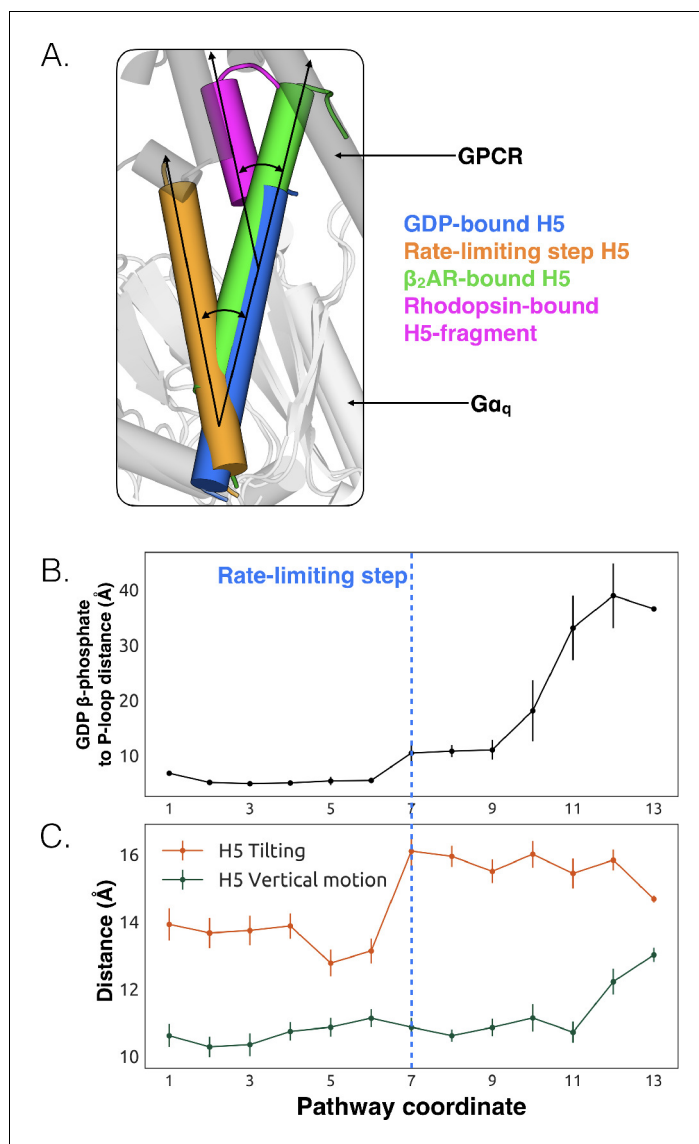 A.
GPCR
GDP-bound H5
Rate-limiting step H5
β₂AR-bound H5
Rhodopsin-bound
H5-fragment
Gαq
B.
Rate-limiting step
GDP β-phosphate
to P-loop distance (Å)
40
30
20
10
1 3 5 7 9 11 13
C.
H5 Tilting
H5 Vertical motion
Distance (Å)
16
14
12
10
1 3 5 7 9 11 13
Pathway coordinate